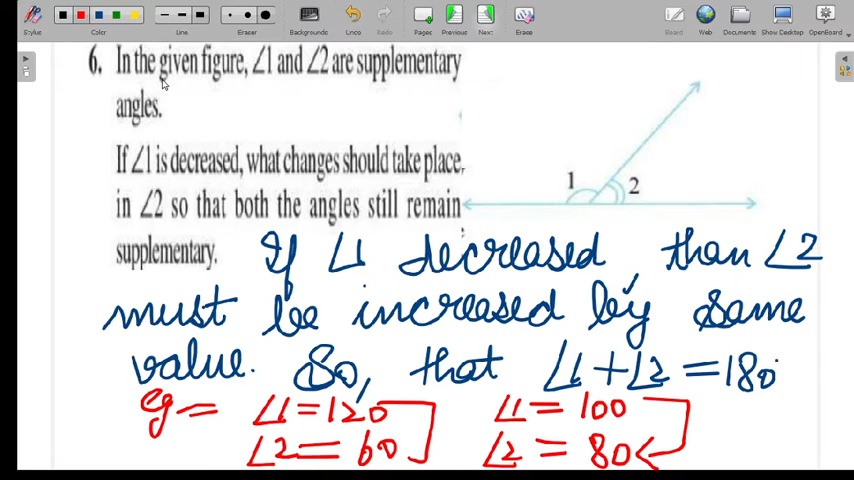 Stylus
Color
Line
Eraser
Backgrounds
Undo
Redo
Pages
Previous
Next
Erase
Board
Web
Documents
Show Desktop
OpenBoard
6. In the given figure, ∠1 and ∠2 are supplementary
angles.
If ∠1 is decreased, what changes should take place
in ∠2 so that both the angles still remain
supplementary.
1
2
If ∠1 decreased, than ∠2
must be increased by same
value. So, that ∠1+∠2=180
eg = ∠1=120 ∠1=100
∠2=60 ∠2=80